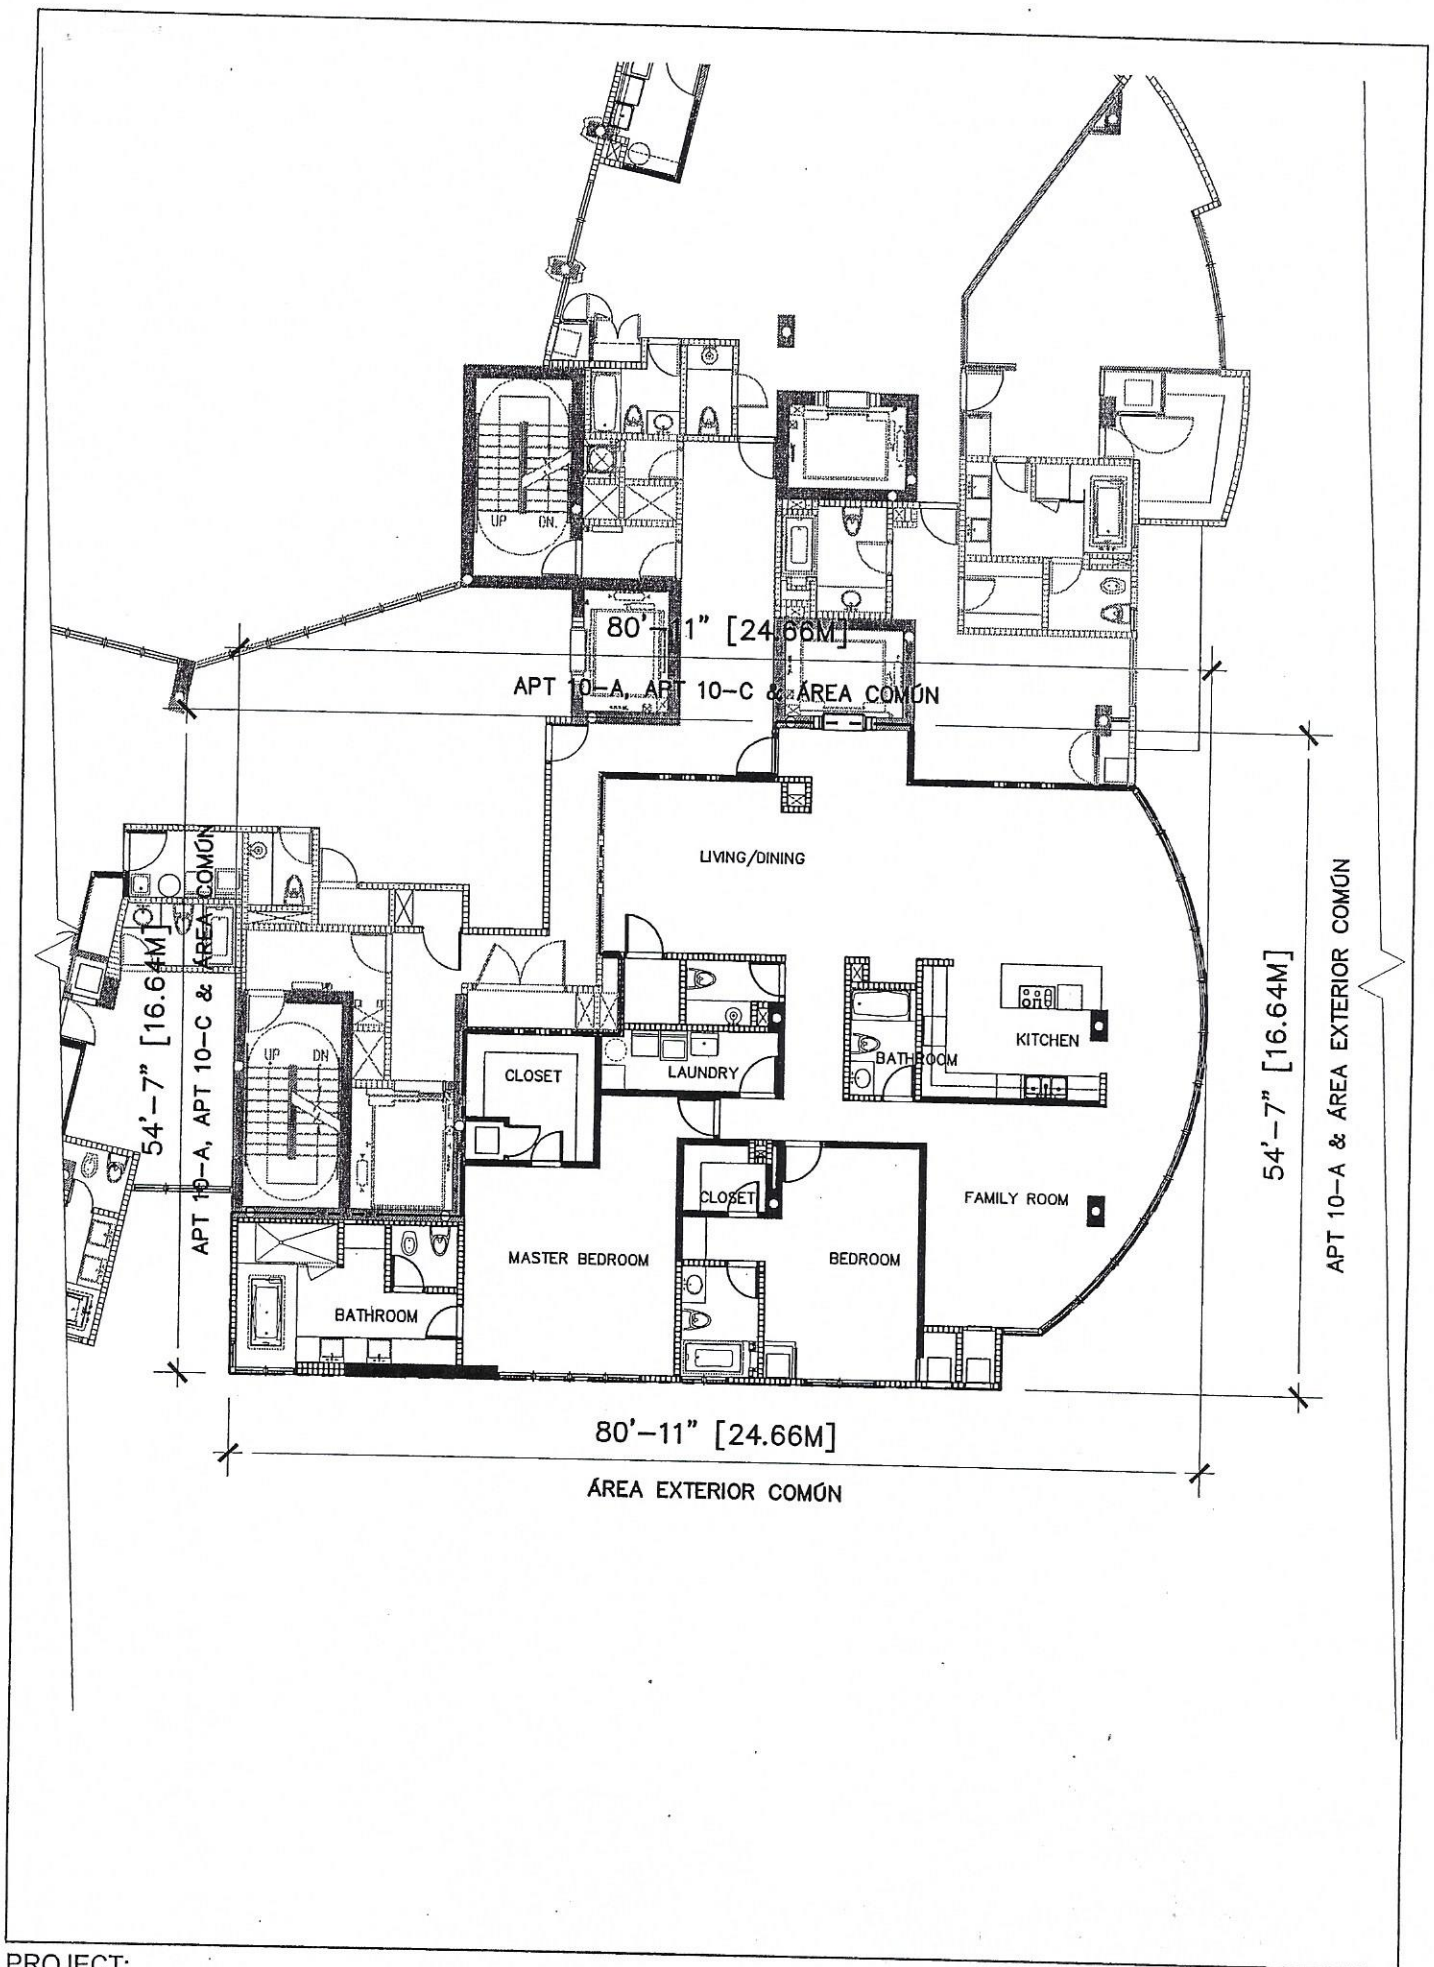 UP DN.
80'-11" [24.66M]
APT 10-A, APT 10-C & ÁREA COMÚN
LIVING/DINING
54'-7" [16.64M]
APT 10-A, APT 10-C & ÁREA COMÚN
UP DN
CLOSET
LAUNDRY
BATHROOM
KITCHEN
CLOSET
FAMILY ROOM
MASTER BEDROOM
BEDROOM
BATHROOM
54'-7" [16.64M]
APT 10-A & ÁREA EXTERIOR COMÚN
80'-11" [24.66M]
ÁREA EXTERIOR COMÚN
PROJECT: